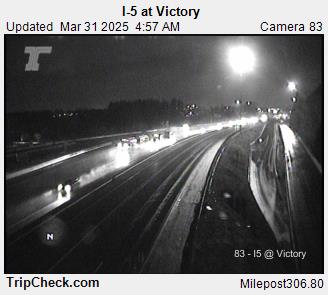 I-5 at Victory
Updated Mar 31 2025 4:57 AM Camera 83
T
N
83 - I5 @ Victory
TripCheck.com Milepost306.80